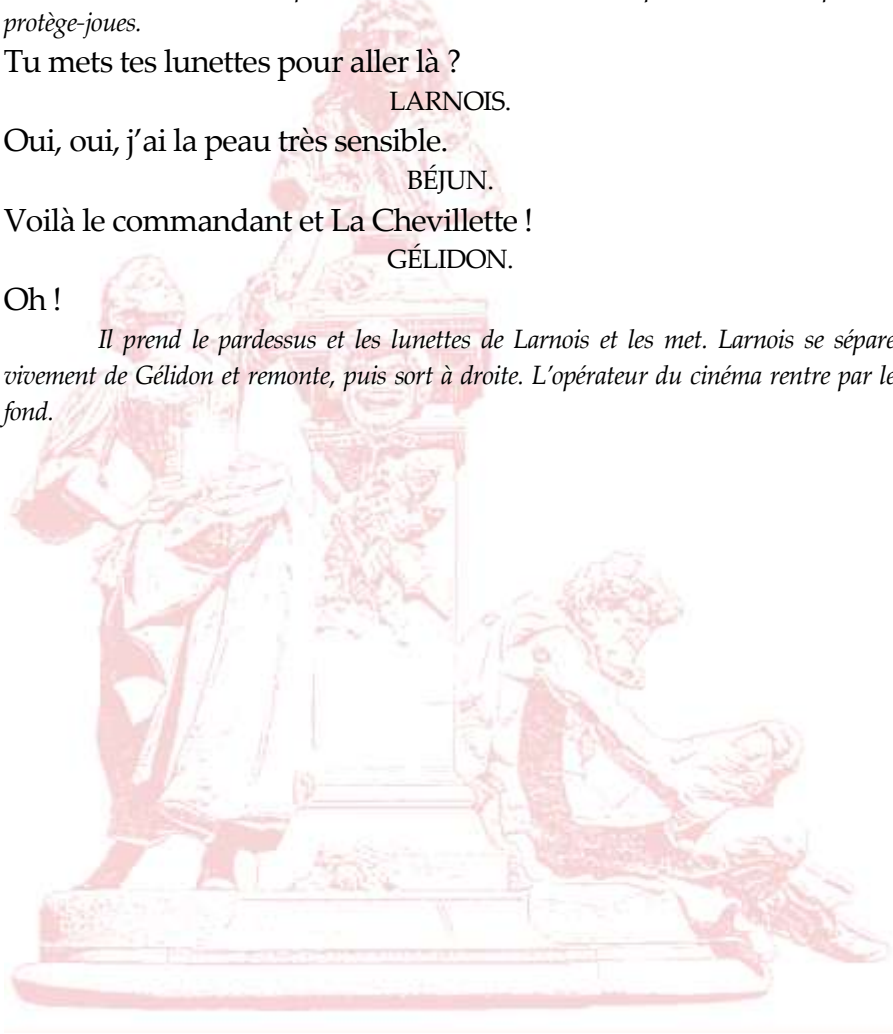 protège-joues.
Tu mets tes lunettes pour aller là ?
LARNOIS.
Oui, oui, j’ai la peau très sensible.
BÉJUN.
Voilà le commandant et La Chevillette !
GÉLIDON.
Oh !
Il prend le pardessus et les lunettes de Larnois et les met. Larnois se sépare
vivement de Gélidon et remonte, puis sort à droite. L’opérateur du cinéma rentre par le
fond.